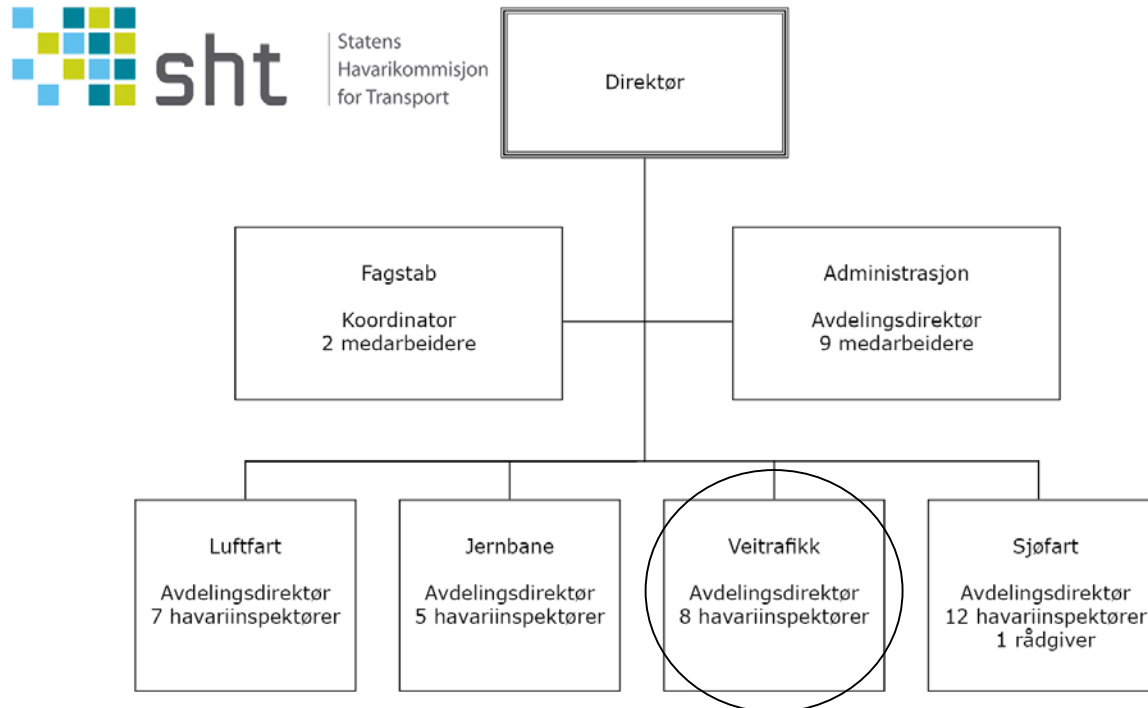 sht
Statens
Havarikommisjon
for Transport
Direktør
Fagstab
Koordinator
2 medarbeidere
Administrasjon
Avdelingsdirektør
9 medarbeidere
Luftfart
Avdelingsdirektør
7 havariinspektører
Jernbane
Avdelingsdirektør
5 havariinspektører
Veitrafikk
Avdelingsdirektør
8 havariinspektører
Sjøfart
Avdelingsdirektør
12 havariinspektører
1 rådgiver